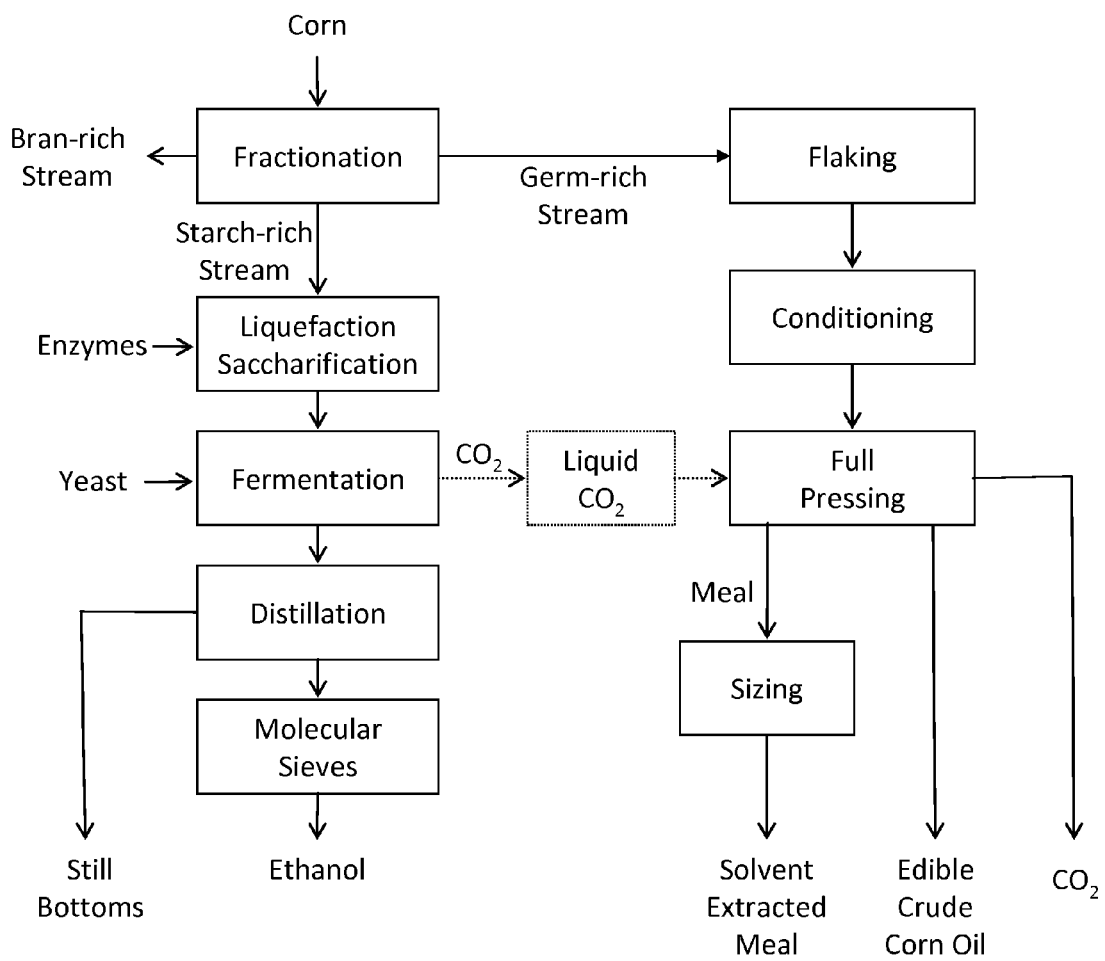 Corn
Bran-rich
Stream
Fractionation
Germ-rich
Stream
Flaking
Starch-rich
Stream
Enzymes
Liquefaction
Saccharification
Conditioning
Yeast
Fermentation
CO₂
Liquid
CO₂
Full
Pressing
Distillation
Meal
Sizing
Molecular
Sieves
Still
Bottoms
Ethanol
Solvent
Extracted
Meal
Edible
Crude
Corn Oil
CO₂